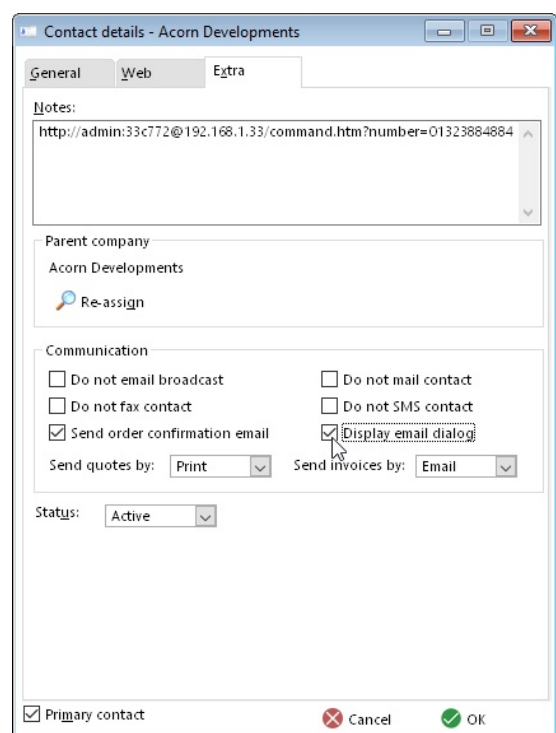 Contact details - Acorn Developments
General Web Extra
Notes:
http://admin:33c772@192.168.1.33/command.htm?number=01323884884
Parent company
Acorn Developments
Re-assign
Communication
Do not email broadcast Do not mail contact
Do not fax contact Do not SMS contact
Send order confirmation email Display email dialog
Send quotes by: Print Send invoices by: Email
Status: Active
Primary contact Cancel OK